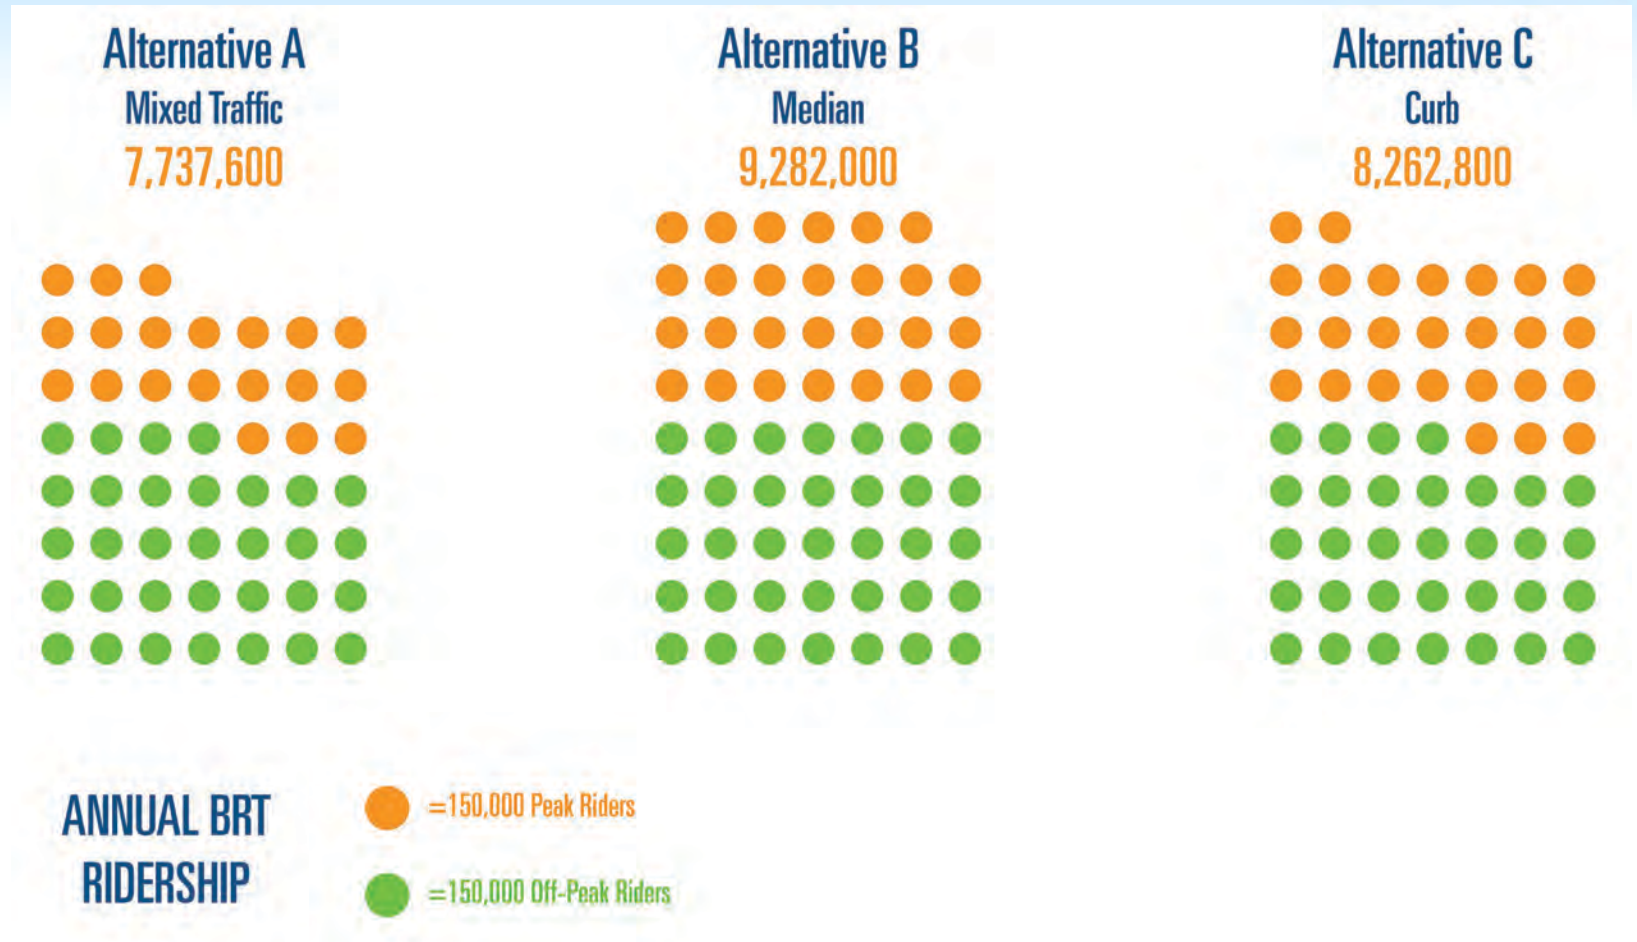 Alternative A
Mixed Traffic
7,737,600
Alternative B
Median
9,282,000
Alternative C
Curb
8,262,800
ANNUAL BRT
RIDERSHIP
=150,000 Peak Riders
=150,000 Off-Peak Riders